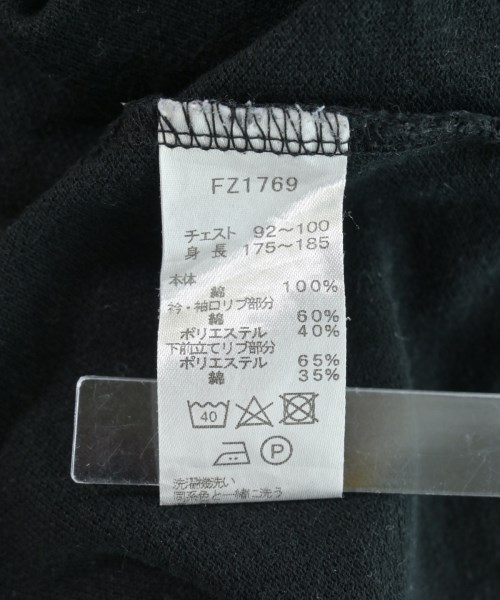 FZ1769
チェスト 92～100
身長 175～185
本体
綿 100%
衿・袖口リブ部分
綿 60%
ポリエステル 40%
下前立てリブ部分
ポリエステル 65%
綿 35%
40
P
洗濯機洗い
同系色と一緒に洗う